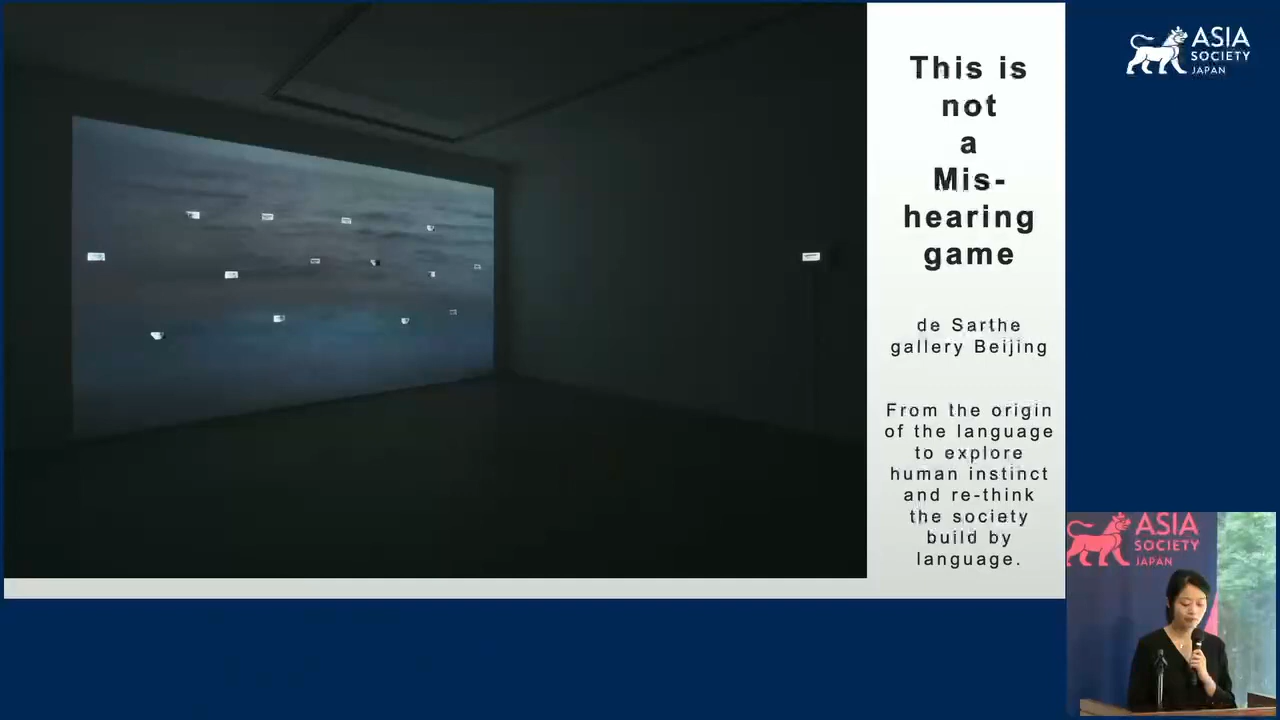 This is
not
a
Mis-
hearing
game
de Sarthe
gallery Beijing
From the origin
of the language
to explore
human instinct
and re-think
the society
build by
language.
ASIA
SOCIETY
JAPAN
ASIA
SOCIETY
JAPAN